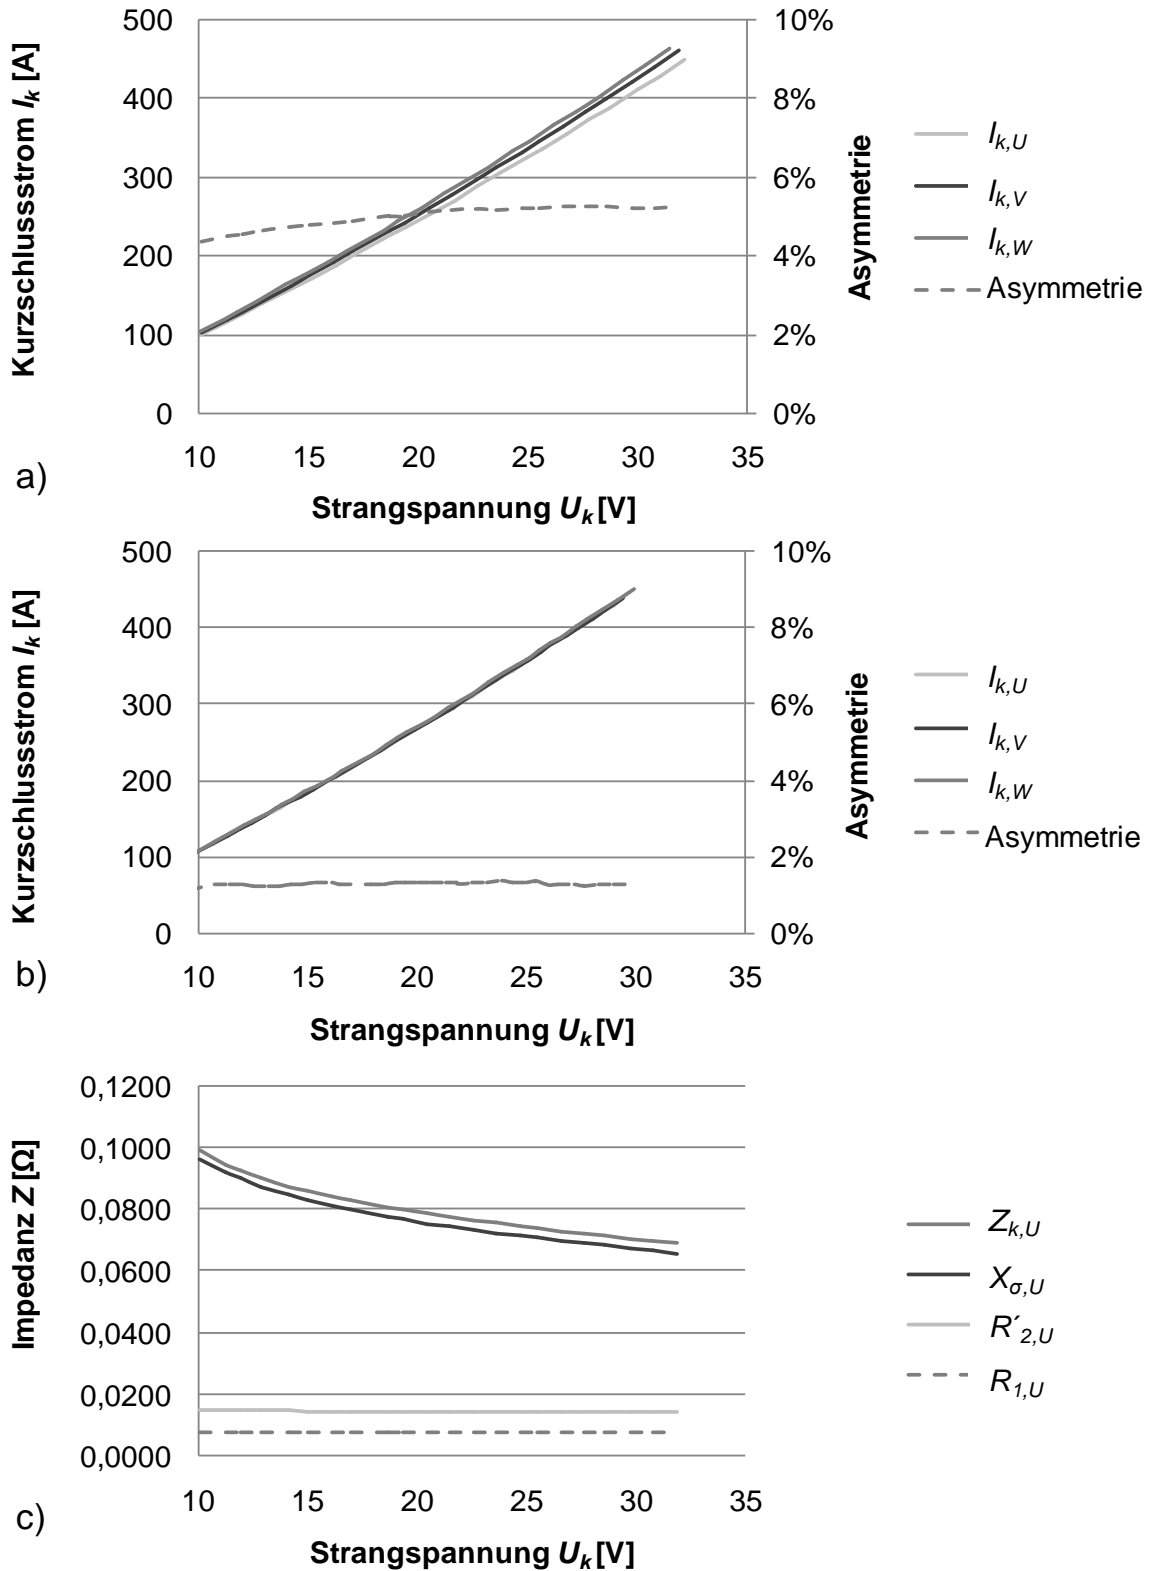 Kurzschlussstrom I_k [A]
500
400
300
200
100
0
10%
8%
6%
4%
2%
0%
Asymmetrie
10 15 20 25 30 35
Strangspannung U_k [V]
I_k,U
I_k,V
I_k,W
Asymmetrie
a)
Kurzschlussstrom I_k [A]
500
400
300
200
100
0
10%
8%
6%
4%
2%
0%
Asymmetrie
10 15 20 25 30 35
Strangspannung U_k [V]
I_k,U
I_k,V
I_k,W
Asymmetrie
b)
Impedanz Z [Ω]
0,1200
0,1000
0,0800
0,0600
0,0400
0,0200
0,0000
10 15 20 25 30 35
Strangspannung U_k [V]
Z_k,U
X_σ,U
R´_2,U
R_1,U
c)